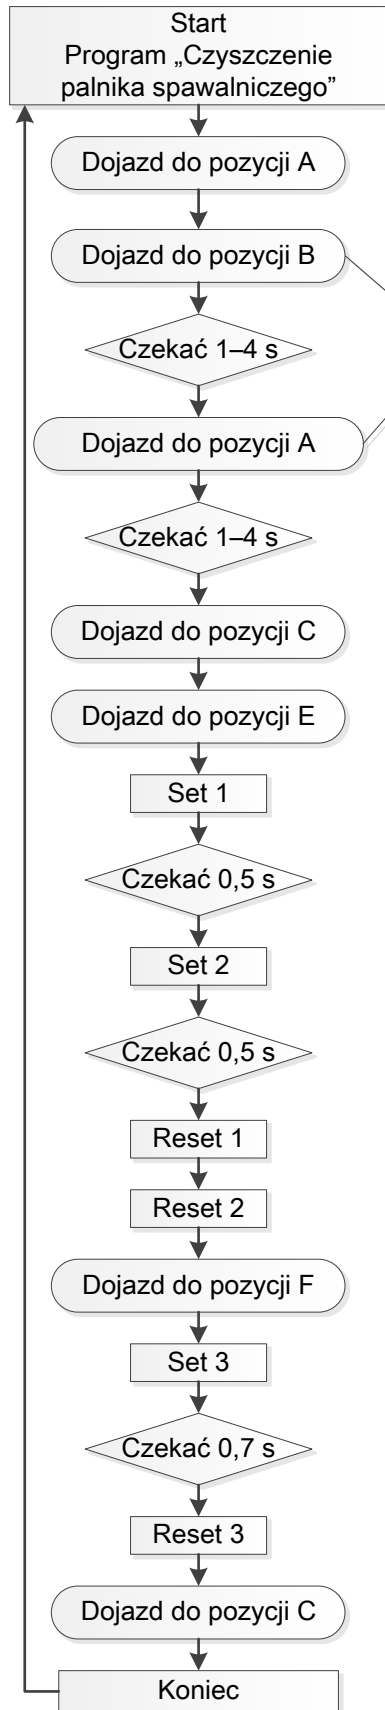 Start
Program „Czyszczenie
palnika spawalniczego”
Dojazd do pozycji A
Dojazd do pozycji B
Czekać 1–4 s
Dojazd do pozycji A
Czekać 1–4 s
Dojazd do pozycji C
Dojazd do pozycji E
Set 1
Czekać 0,5 s
Set 2
Czekać 0,5 s
Reset 1
Reset 2
Dojazd do pozycji F
Set 3
Czekać 0,7 s
Reset 3
Dojazd do pozycji C
Koniec